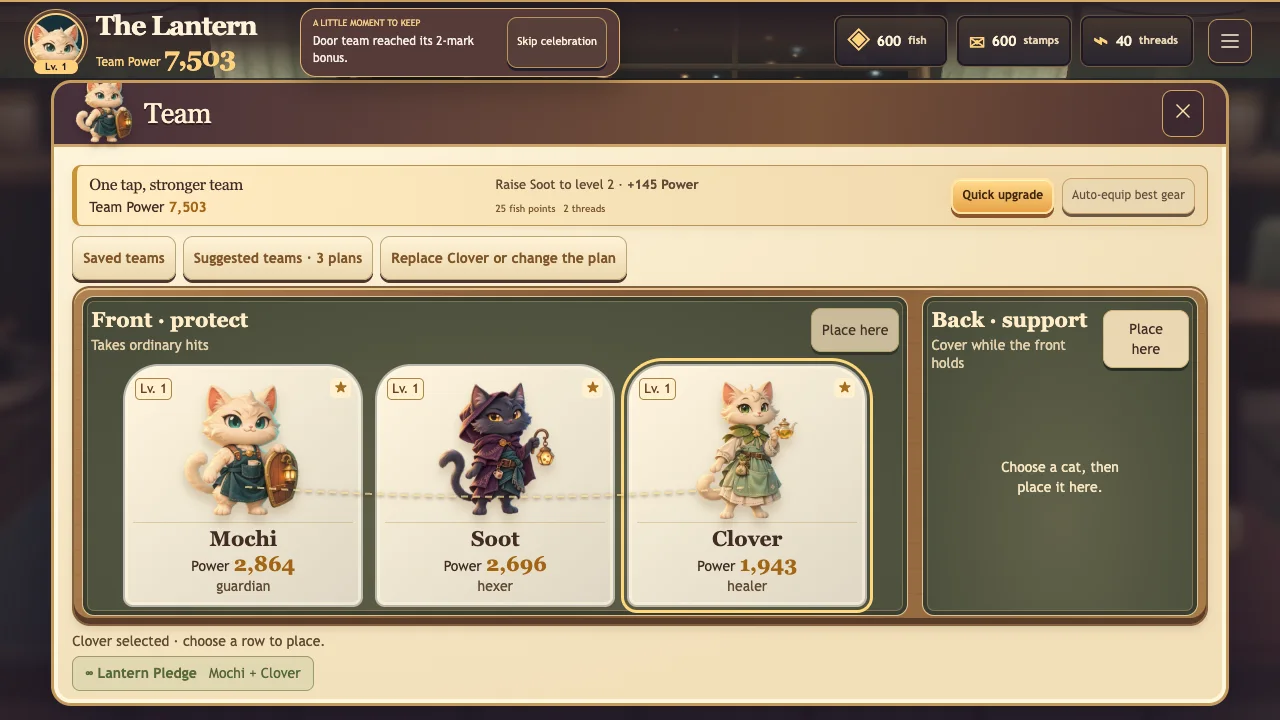 The Lantern
Team Power 7,503
Lv. 1
A LITTLE MOMENT TO KEEP
Door team reached its 2-mark
bonus.
Skip celebration
600 fish
600 stamps
40 threads
Team
One tap, stronger team
Team Power 7,503
Raise Soot to level 2 · +145 Power
25 fish points 2 threads
Quick upgrade
Auto-equip best gear
Saved teams
Suggested teams · 3 plans
Replace Clover or change the plan
Front · protect
Takes ordinary hits
Place here
Lv. 1
Mochi
Power 2,864
guardian
Lv. 1
Soot
Power 2,696
hexer
Lv. 1
Clover
Power 1,943
healer
Back · support
Cover while the front
holds
Place
here
Choose a cat, then
place it here.
Clover selected · choose a row to place.
Lantern Pledge Mochi + Clover